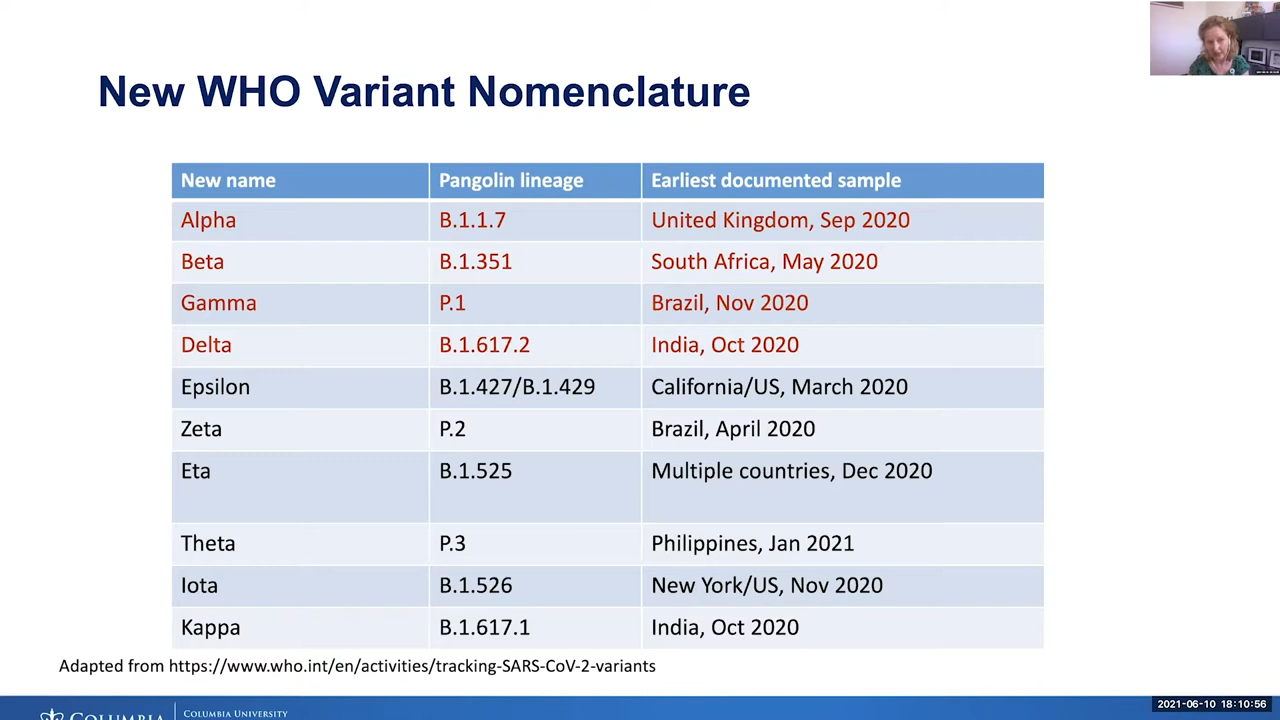 New WHO Variant Nomenclature
New name Pangolin lineage Earliest documented sample
Alpha B.1.1.7 United Kingdom, Sep 2020
Beta B.1.351 South Africa, May 2020
Gamma P.1 Brazil, Nov 2020
Delta B.1.617.2 India, Oct 2020
Epsilon B.1.427/B.1.429 California/US, March 2020
Zeta P.2 Brazil, April 2020
Eta B.1.525 Multiple countries, Dec 2020
Theta P.3 Philippines, Jan 2021
Iota B.1.526 New York/US, Nov 2020
Kappa B.1.617.1 India, Oct 2020
Adapted from https://www.who.int/en/activities/tracking-SARS-CoV-2-variants
COLUMBIA COLUMBIA UNIVERSITY
2021-06-10 18:10:56